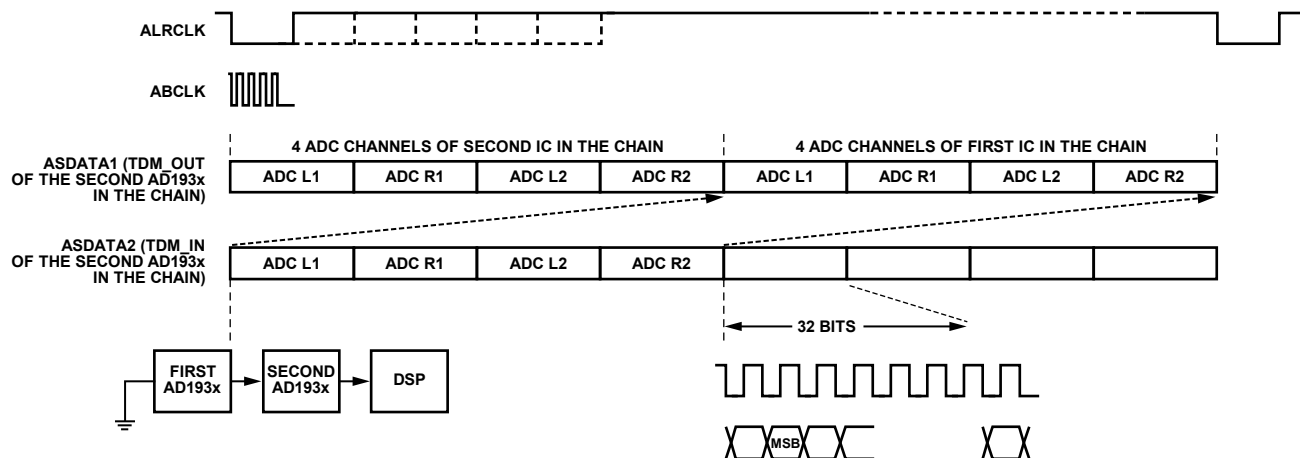 ALRCLK
ABCLK
4 ADC CHANNELS OF SECOND IC IN THE CHAIN
4 ADC CHANNELS OF FIRST IC IN THE CHAIN
ASDATA1 (TDM_OUT
OF THE SECOND AD193x
IN THE CHAIN)
ADC L1
ADC R1
ADC L2
ADC R2
ADC L1
ADC R1
ADC L2
ADC R2
ASDATA2 (TDM_IN
OF THE SECOND AD193x
IN THE CHAIN)
ADC L1
ADC R1
ADC L2
ADC R2
32 BITS
FIRST
AD193x
SECOND
AD193x
DSP
MSB